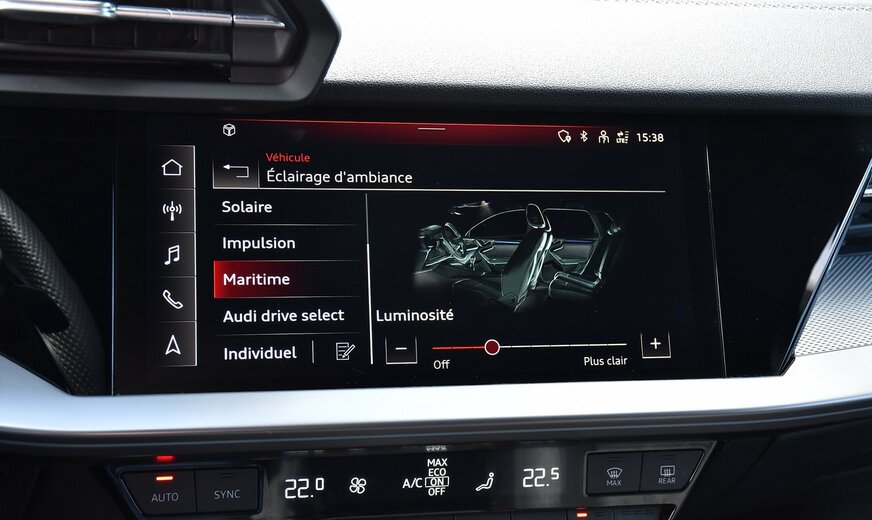 15:38
Véhicule
Éclairage d'ambiance
Solaire
Impulsion
Maritime
Audi drive select
Individuel
Luminosité
−
+
Off
Plus clair
AUTO
SYNC
22.0
A/C
MAX
ECO
ON
OFF
22.5
MAX
REAR